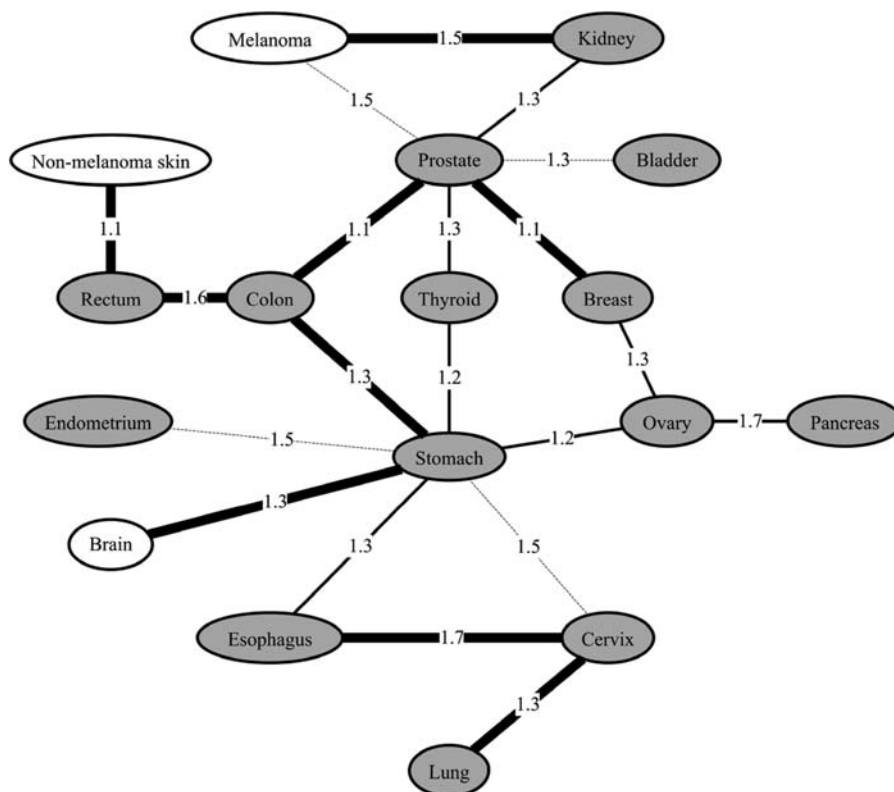 Melanoma
1.5
Kidney
1.5
1.3
Non-melanoma skin
Prostate
1.3
Bladder
1.1
1.1
1.3
1.1
Rectum
1.6
Colon
Thyroid
Breast
1.3
1.2
1.3
Endometrium
1.5
Stomach
1.2
Ovary
1.7
Pancreas
1.3
Brain
1.3
1.5
Esophagus
1.7
Cervix
1.3
Lung